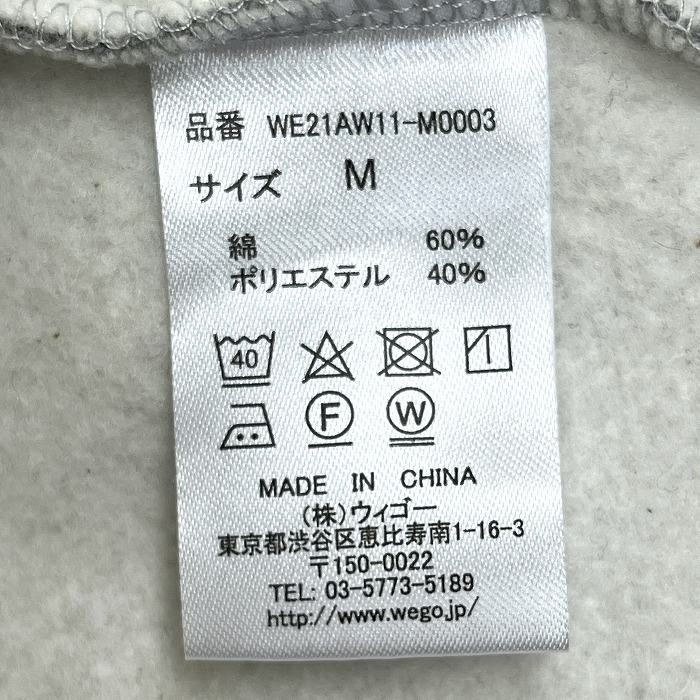 品番 WE21AW11-M0003
サイズ M
綿 60%
ポリエステル 40%
40
F W
MADE IN CHINA
(株)ウィゴー
東京都渋谷区恵比寿南1-16-3
〒150-0022
TEL: 03-5773-5189
http://www.wego.jp/